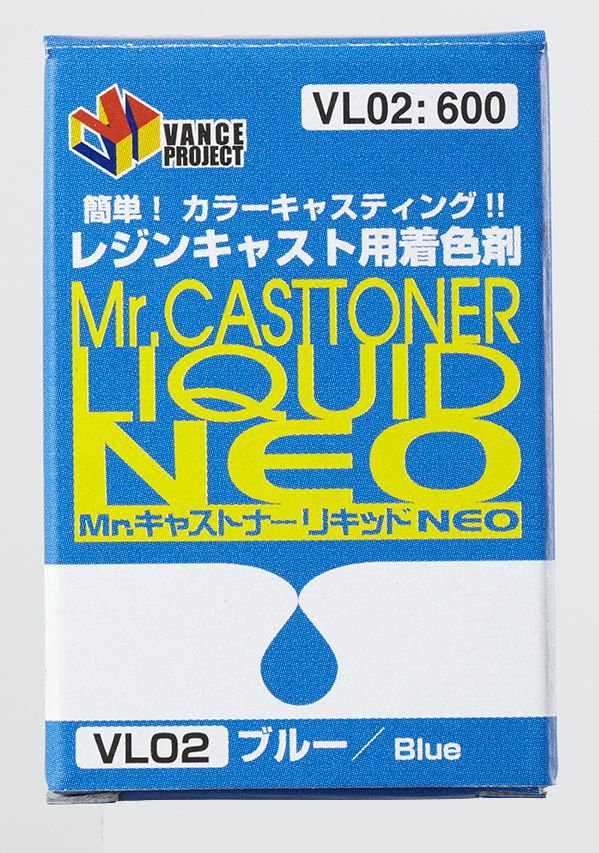 VANCE
PROJECT
VL02: 600
簡単！ カラーキャスティング!!
レジンキャスト用着色剤
Mr. CASTTONER
LIQUID
NEO
Mr.キャストナーリキッドNEO
VL02 ブルー／Blue